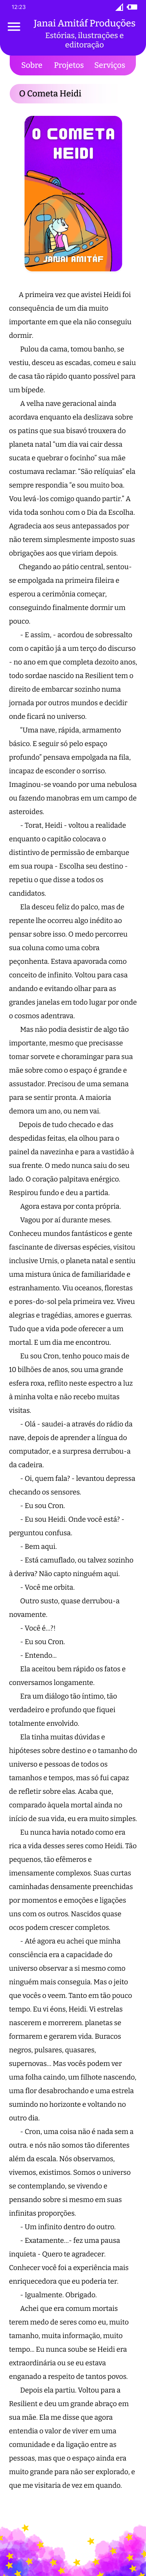 12:23
Janai Amitáf Produções
Estórias, ilustrações e
editoração
Sobre Projetos Serviços
O Cometa Heidi
O COMETA
HEIDI
JANAI AMITÁF
A primeira vez que avistei Heidi foi
consequência de um dia muito
importante em que ela não conseguiu
dormir.
Pulou da cama, tomou banho, se
vestiu, desceu as escadas, comeu e saiu
de casa tão rápido quanto possível para
um bípede.
A velha nave geracional ainda
acordava enquanto ela deslizava sobre
os patins que sua bisavó trouxera do
planeta natal “um dia vai cair dessa
sucata e quebrar o focinho” sua mãe
costumava reclamar. “São relíquias” ela
sempre respondia “e sou muito boa.
Vou levá-los comigo quando partir.” A
vida toda sonhou com o Dia da Escolha.
Agradecia aos seus antepassados por
não terem simplesmente imposto suas
obrigações aos que viriam depois.
Chegando ao pátio central, sentou-
se empolgada na primeira fileira e
esperou a cerimônia começar,
conseguindo finalmente dormir um
pouco.
- E assim, - acordou de sobressalto
com o capitão já a um terço do discurso
- no ano em que completa dezoito anos,
todo sordae nascido na Resilient tem o
direito de embarcar sozinho numa
jornada por outros mundos e decidir
onde ficará no universo.
“Uma nave, rápida, armamento
básico. E seguir só pelo espaço
profundo” pensava empolgada na fila,
incapaz de esconder o sorriso.
Imaginou-se voando por uma nebulosa
ou fazendo manobras em um campo de
asteroides.
- Torat, Heidi - voltou a realidade
enquanto o capitão colocava o
distintivo de permissão de embarque
em sua roupa - Escolha seu destino -
repetiu o que disse a todos os
candidatos.
Ela desceu feliz do palco, mas de
repente lhe ocorreu algo inédito ao
pensar sobre isso. O medo percorreu
sua coluna como uma cobra
peçonhenta. Estava apavorada como
conceito de infinito. Voltou para casa
andando e evitando olhar para as
grandes janelas em todo lugar por onde
o cosmos adentrava.
Mas não podia desistir de algo tão
importante, mesmo que precisasse
tomar sorvete e choramingar para sua
mãe sobre como o espaço é grande e
assustador. Precisou de uma semana
para se sentir pronta. A maioria
demora um ano, ou nem vai.
Depois de tudo checado e das
despedidas feitas, ela olhou para o
painel da navezinha e para a vastidão à
sua frente. O medo nunca saiu do seu
lado. O coração palpitava enérgico.
Respirou fundo e deu a partida.
Agora estava por conta própria.
Vagou por aí durante meses.
Conheceu mundos fantásticos e gente
fascinante de diversas espécies, visitou
inclusive Urnis, o planeta natal e sentiu
uma mistura única de familiaridade e
estranhamento. Viu oceanos, florestas
e pores-do-sol pela primeira vez. Viveu
alegrias e tragédias, amores e guerras.
Tudo que a vida pode oferecer a um
mortal. E um dia me encontrou.
Eu sou Cron, tenho pouco mais de
10 bilhões de anos, sou uma grande
esfera roxa, reflito neste espectro a luz
à minha volta e não recebo muitas
visitas.
- Olá - saudei-a através do rádio da
nave, depois de aprender a língua do
computador, e a surpresa derrubou-a
da cadeira.
- Oi, quem fala? - levantou depressa
checando os sensores.
- Eu sou Cron.
- Eu sou Heidi. Onde você está? -
perguntou confusa.
- Bem aqui.
- Está camuflado, ou talvez sozinho
à deriva? Não capto ninguém aqui.
- Você me orbita.
Outro susto, quase derrubou-a
novamente.
- Você é...?!
- Eu sou Cron.
- Entendo...
Ela aceitou bem rápido os fatos e
conversamos longamente.
Era um diálogo tão íntimo, tão
verdadeiro e profundo que fiquei
totalmente envolvido.
Ela tinha muitas dúvidas e
hipóteses sobre destino e o tamanho do
universo e pessoas de todos os
tamanhos e tempos, mas só fui capaz
de refletir sobre elas. Acaba que,
comparado àquela mortal ainda no
início de sua vida, eu era muito simples.
Eu nunca havia notado como era
rica a vida desses seres como Heidi. Tão
pequenos, tão efêmeros e
imensamente complexos. Suas curtas
caminhadas densamente preenchidas
por momentos e emoções e ligações
uns com os outros. Nascidos quase
ocos podem crescer completos.
- Até agora eu achei que minha
consciência era a capacidade do
universo observar a si mesmo como
ninguém mais conseguia. Mas o jeito
que vocês o veem. Tanto em tão pouco
tempo. Eu vi éons, Heidi. Vi estrelas
nascerem e morrerem. planetas se
formarem e gerarem vida. Buracos
negros, pulsares, quasares,
supernovas... Mas vocês podem ver
uma folha caindo, um filhote nascendo,
uma flor desabrochando e uma estrela
sumindo no horizonte e voltando no
outro dia.
- Cron, uma coisa não é nada sem a
outra. e nós não somos tão diferentes
além da escala. Nós observamos,
vivemos, existimos. Somos o universo
se contemplando, se vivendo e
pensando sobre si mesmo em suas
infinitas proporções.
- Um infinito dentro do outro.
- Exatamente... - fez uma pausa
inquieta - Quero te agradecer.
Conhecer você foi a experiência mais
enriquecedora que eu poderia ter.
- Igualmente. Obrigado.
Achei que era comum mortais
terem medo de seres como eu, muito
tamanho, muita informação, muito
tempo... Eu nunca soube se Heidi era
extraordinária ou se eu estava
enganado a respeito de tantos povos.
Depois ela partiu. Voltou para a
Resilient e deu um grande abraço em
sua mãe. Ela me disse que agora
entendia o valor de viver em uma
comunidade e da ligação entre as
pessoas, mas que o espaço ainda era
muito grande para não ser explorado, e
que me visitaria de vez em quando.